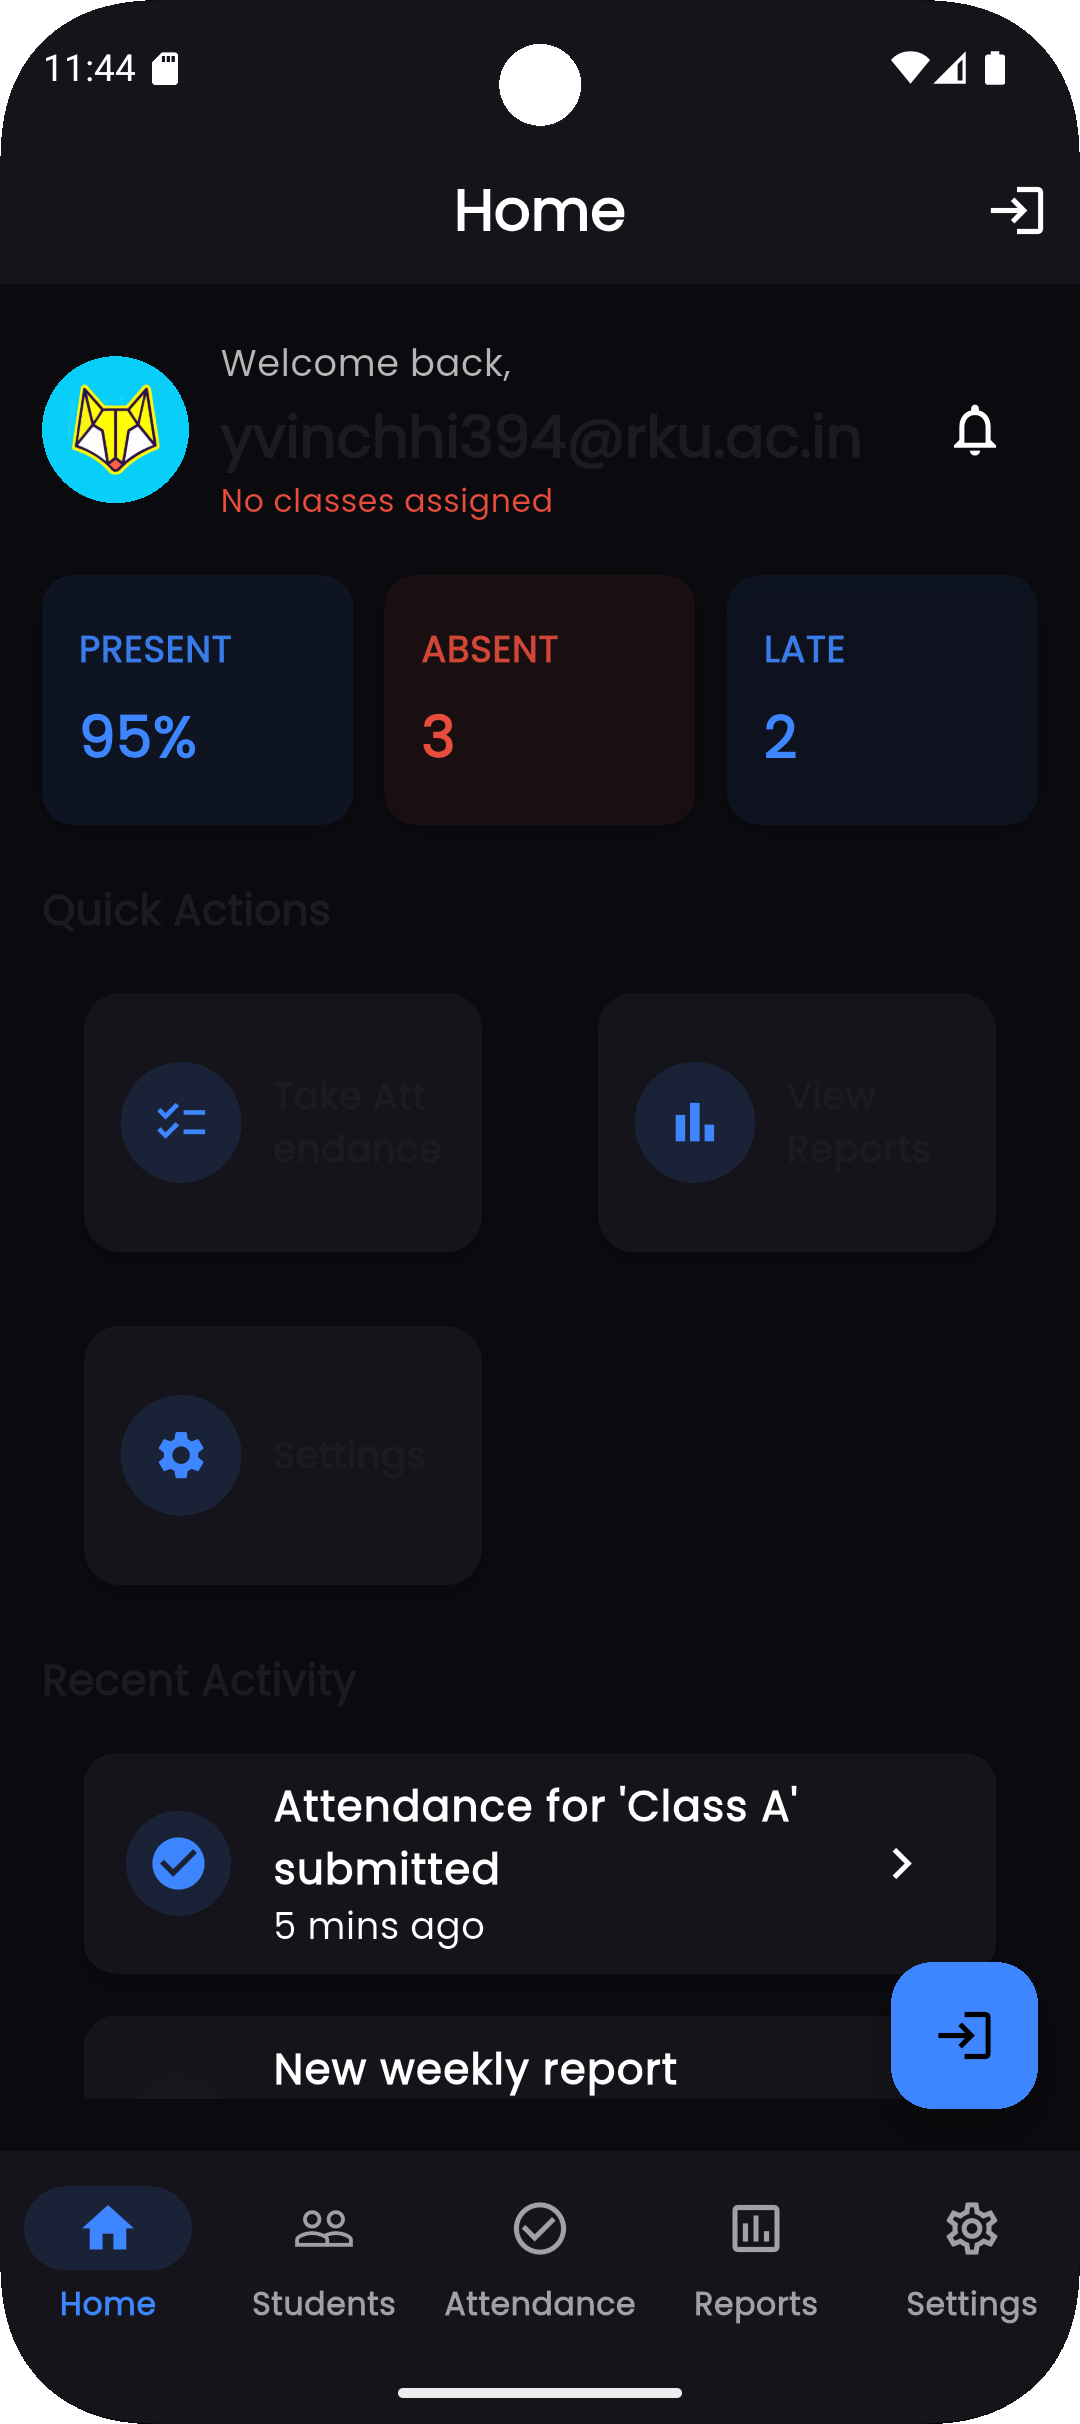 11:44
Home
Welcome back,
yvinchhi394@rku.ac.in
No classes assigned
PRESENT
95%
ABSENT
3
LATE
2
Quick Actions
Take Att
endance
View
Reports
Settings
Recent Activity
Attendance for 'Class A'
submitted
5 mins ago
New weekly report
Home
Students
Attendance
Reports
Settings